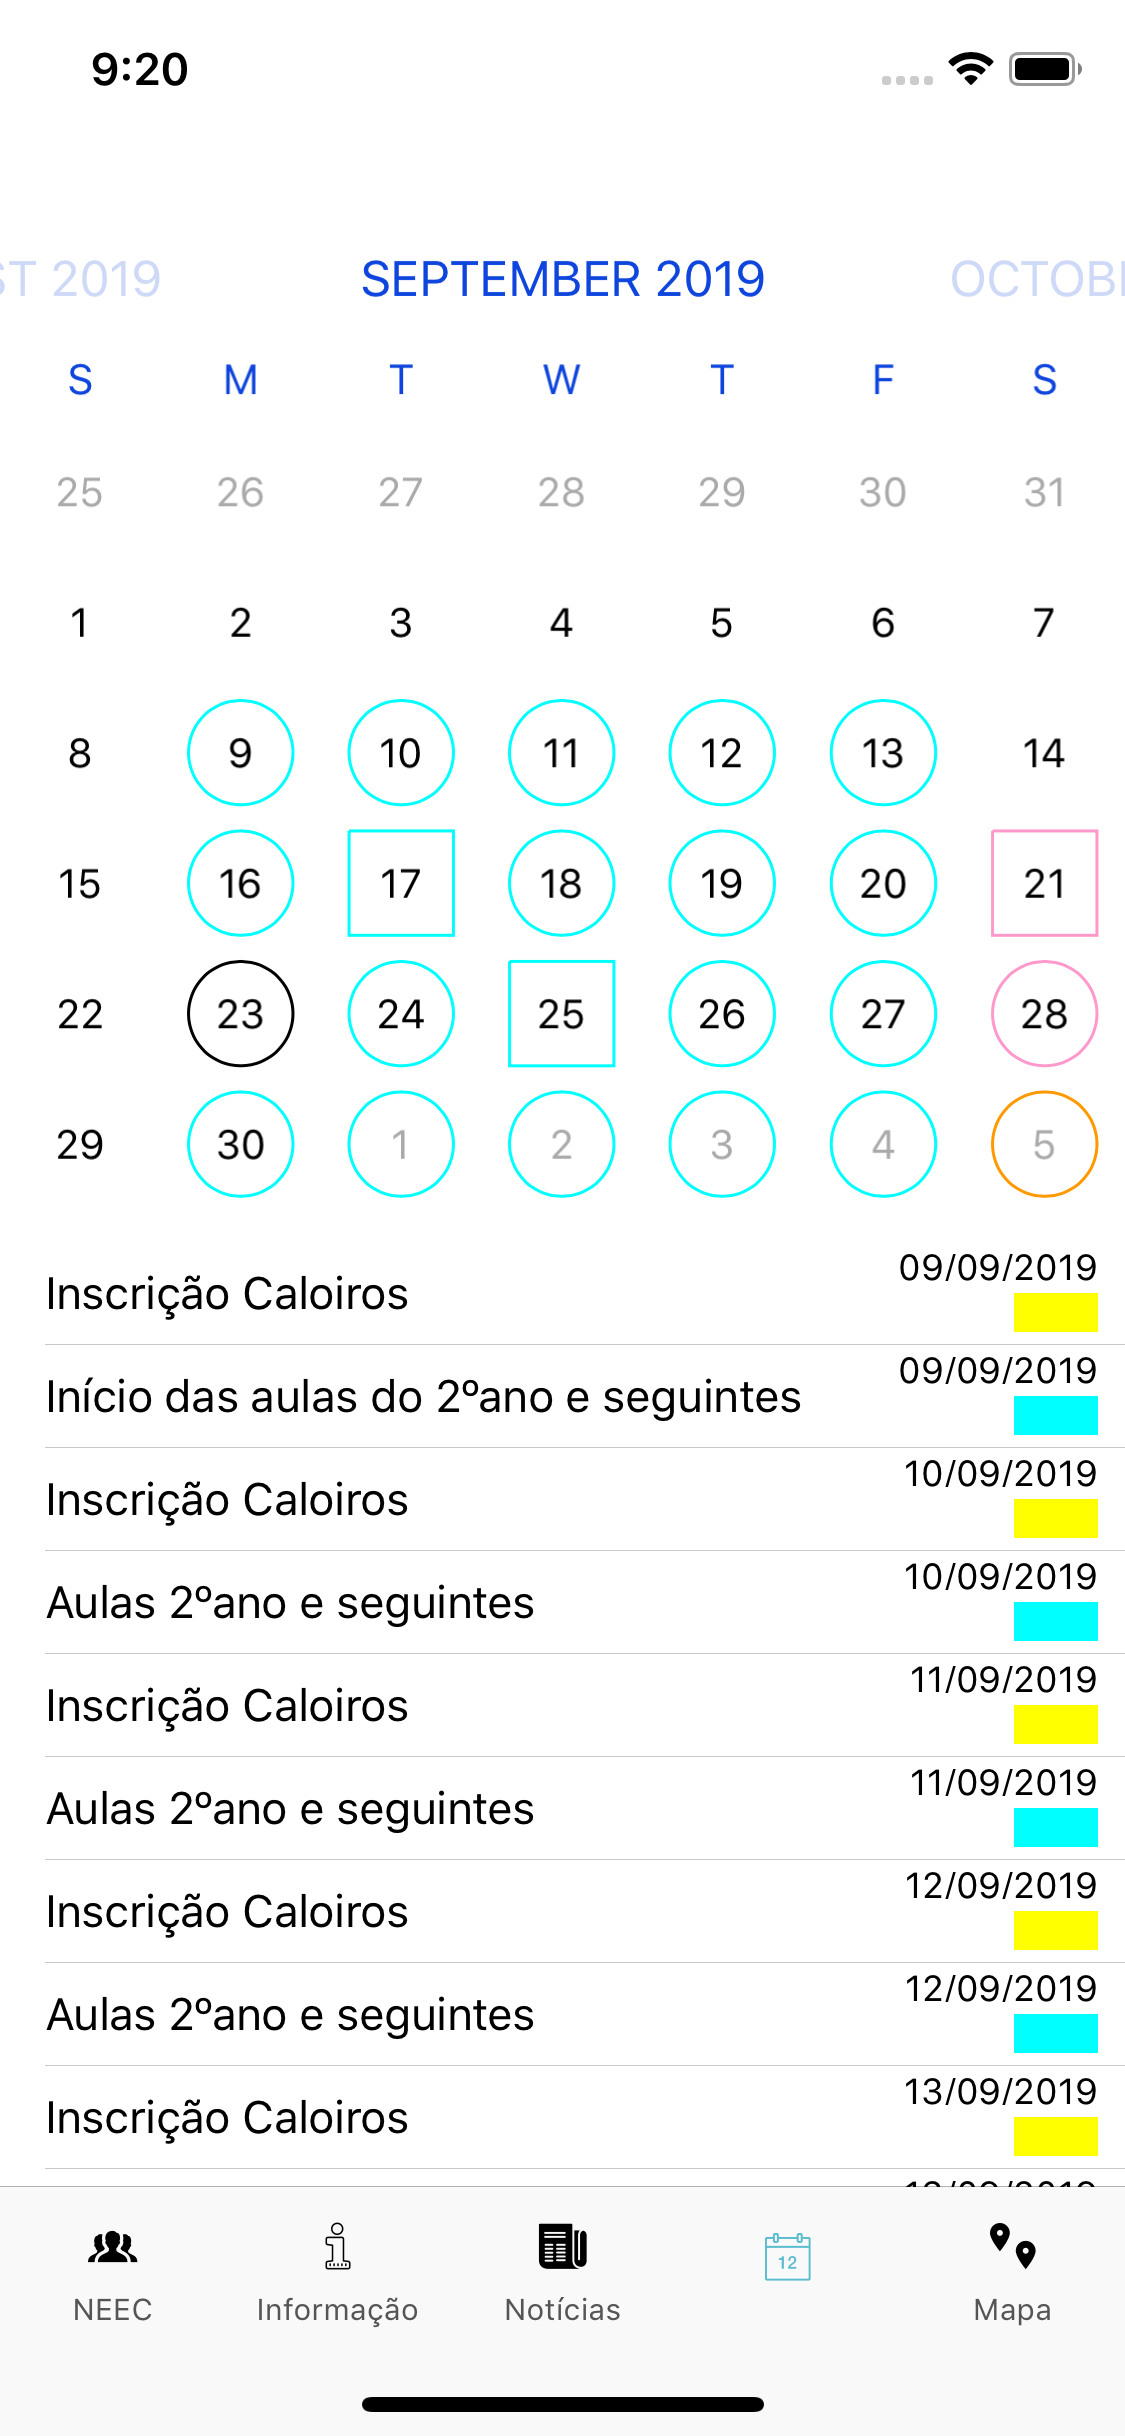 9:20
ST 2019 SEPTEMBER 2019 OCTOB
S M T W T F S
25 26 27 28 29 30 31
1 2 3 4 5 6 7
8 9 10 11 12 13 14
15 16 17 18 19 20 21
22 23 24 25 26 27 28
29 30 1 2 3 4 5
Inscrição Caloiros 09/09/2019
Início das aulas do 2ºano e seguintes 09/09/2019
Inscrição Caloiros 10/09/2019
Aulas 2ºano e seguintes 10/09/2019
Inscrição Caloiros 11/09/2019
Aulas 2ºano e seguintes 11/09/2019
Inscrição Caloiros 12/09/2019
Aulas 2ºano e seguintes 12/09/2019
Inscrição Caloiros 13/09/2019
12
NEEC Informação Notícias Mapa